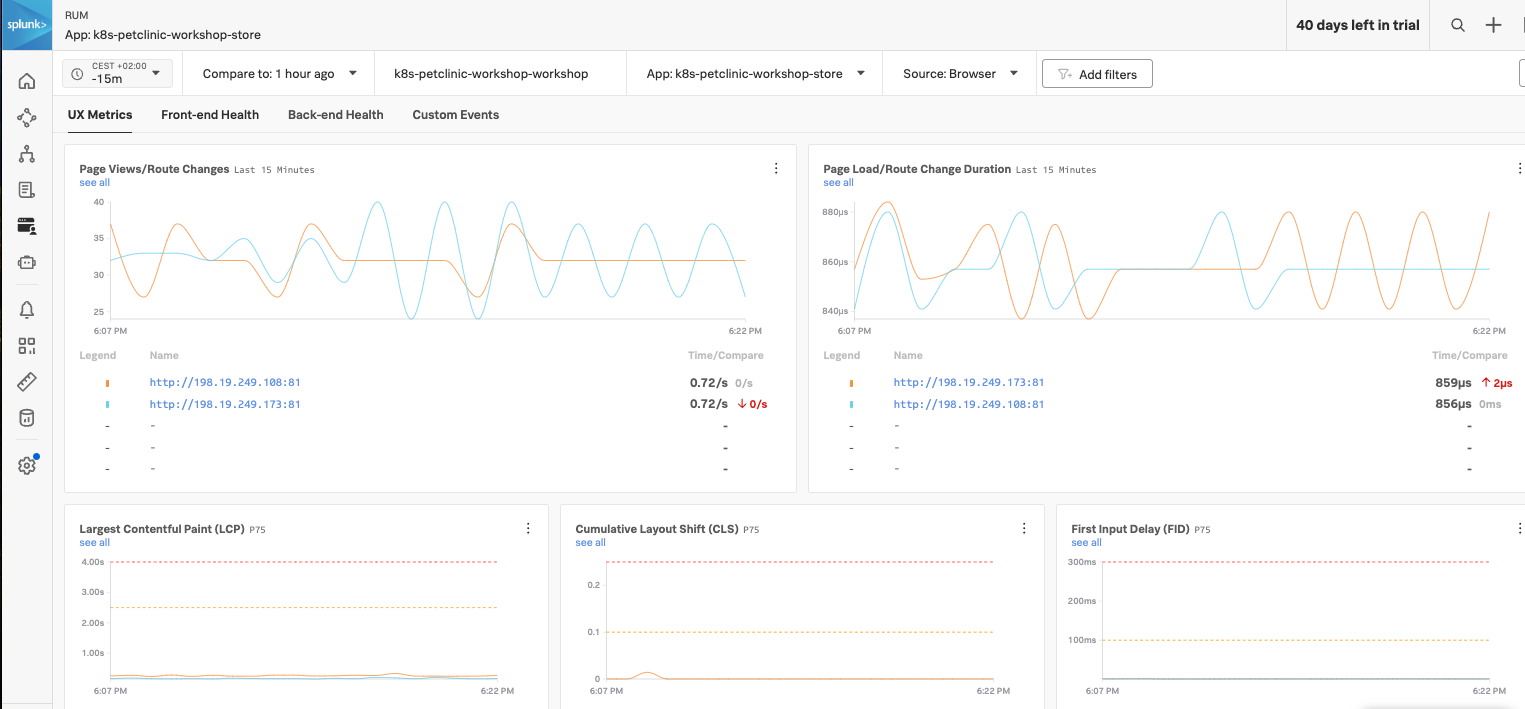 splunk>
RUM
App: k8s-petclinic-workshop-store
40 days left in trial
CEST +02:00
-15m
Compare to: 1 hour ago
k8s-petclinic-workshop-workshop
App: k8s-petclinic-workshop-store
Source: Browser
Add filters
UX Metrics
Front-end Health
Back-end Health
Custom Events
Page Views/Route Changes Last 15 Minutes
see all
40
35
30
25
6:07 PM
6:22 PM
Legend Name Time/Compare
http://198.19.249.108:81 0.72/s 0/s
http://198.19.249.173:81 0.72/s ↓0/s
- - -
- - -
- - -
Page Load/Route Change Duration Last 15 Minutes
see all
880µs
860µs
840µs
6:07 PM
6:22 PM
Legend Name Time/Compare
http://198.19.249.173:81 859µs ↑2µs
http://198.19.249.108:81 856µs 0ms
- - -
- - -
- - -
Largest Contentful Paint (LCP) P75
see all
4.00s
3.00s
2.00s
1.00s
6:07 PM
6:22 PM
Cumulative Layout Shift (CLS) P75
see all
0.2
0.1
0
6:07 PM
6:22 PM
First Input Delay (FID) P75
see all
300ms
200ms
100ms
6:07 PM
6:22 PM